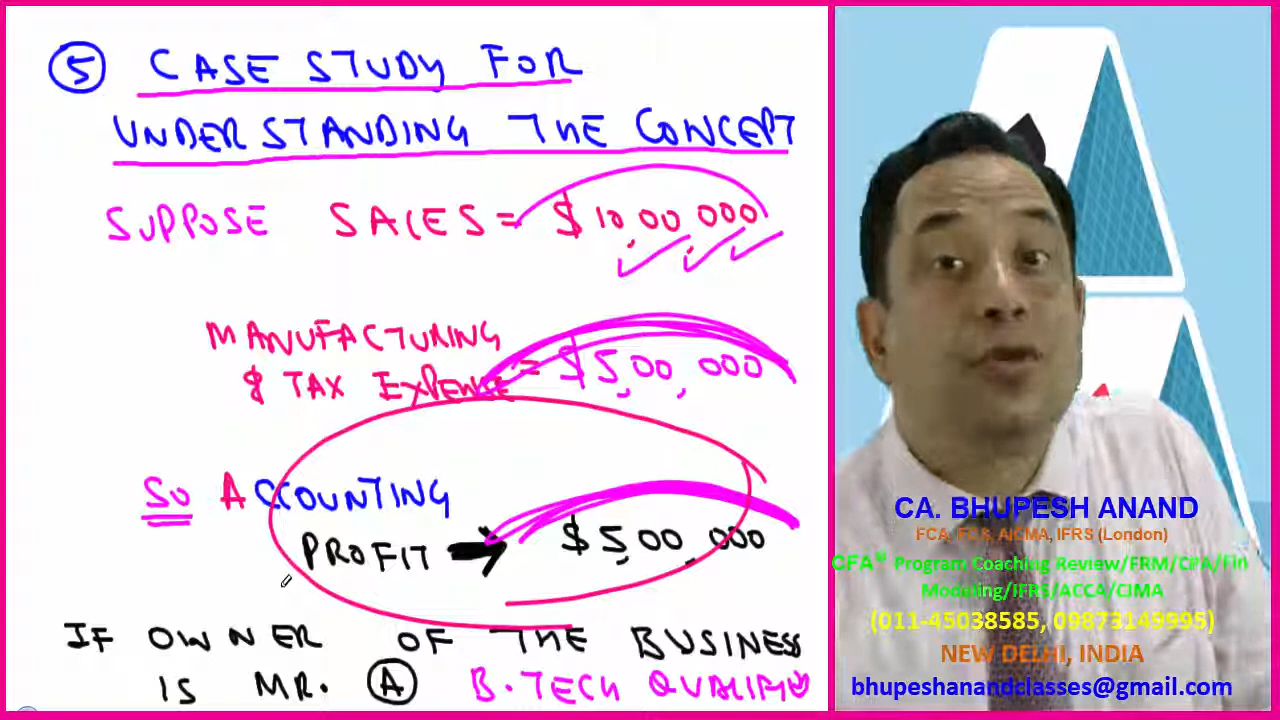 5 CASE STUDY FOR
UNDERSTANDING THE CONCEPT
SUPPOSE SALES = $10,00,000
MANUFACTURING
& TAX EXPENSE = $5,00,000
SO ACCOUNTING
PROFIT → $5,00,000
IF OWNER OF THE BUSINESS
IS MR. A B.TECH QUALIFIED
CA. BHUPESH ANAND
FCA, FCS, AICMA, IFRS (London)
CFA® Program Coaching Review/FRM/CPA/Fin
Modeling/IFRS/ACCA/CIMA
(011-45038585, 09873149995)
NEW DELHI, INDIA
bhupeshanandclasses@gmail.com